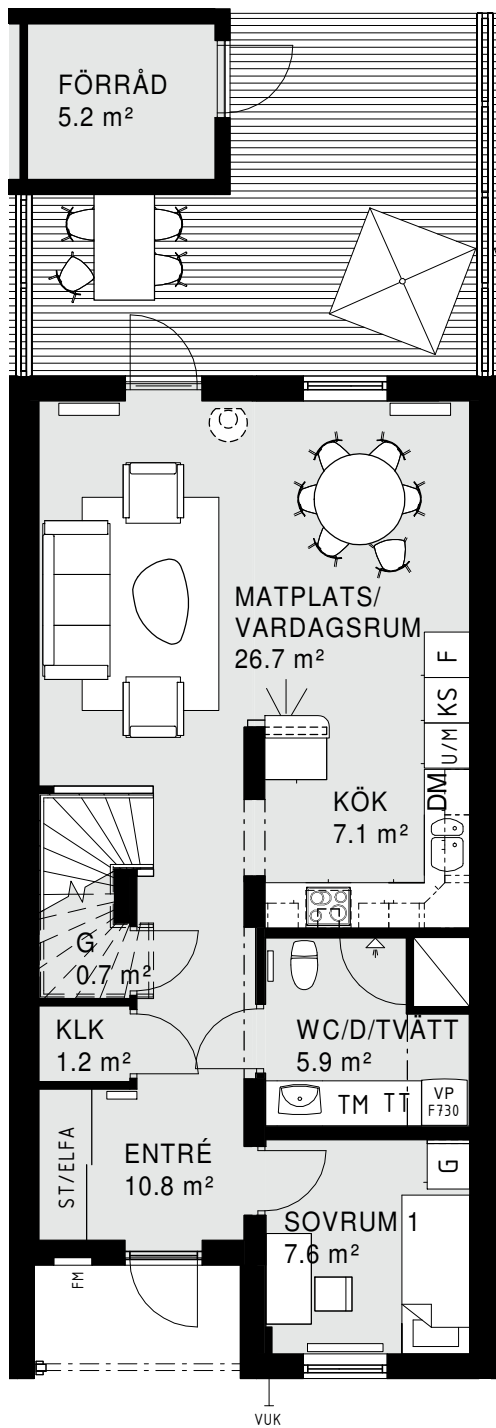 FÖRRÅD
5.2 m²
MATPLATS/
VARDAGSRUM
26.7 m²
F
KS
U/M
DM
KÖK
7.1 m²
G
0.7 m²
KLK
1.2 m²
WC/D/TVÄTT
5.9 m²
TM
TT
VP
F730
ST/ELFA
ENTRÉ
10.8 m²
G
SOVRUM 1
7.6 m²
FM
VUK